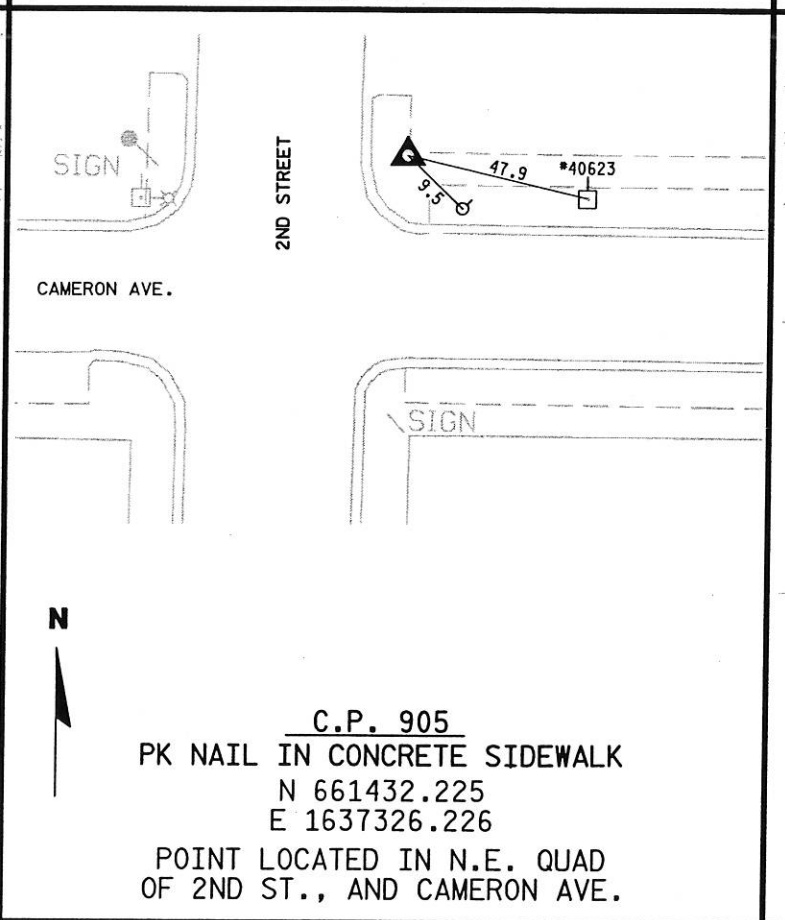 SIGN
2ND STREET
47.9
#40623
9.5
CAMERON AVE.
SIGN
N
C.P. 905
PK NAIL IN CONCRETE SIDEWALK
N 661432.225
E 1637326.226
POINT LOCATED IN N.E. QUAD
OF 2ND ST., AND CAMERON AVE.